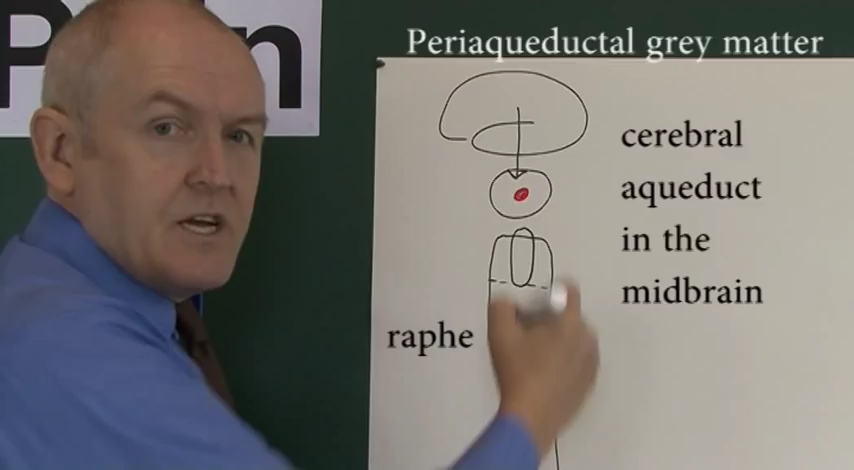 Periaqueductal grey matter
cerebral
aqueduct
in the
midbrain
raphe